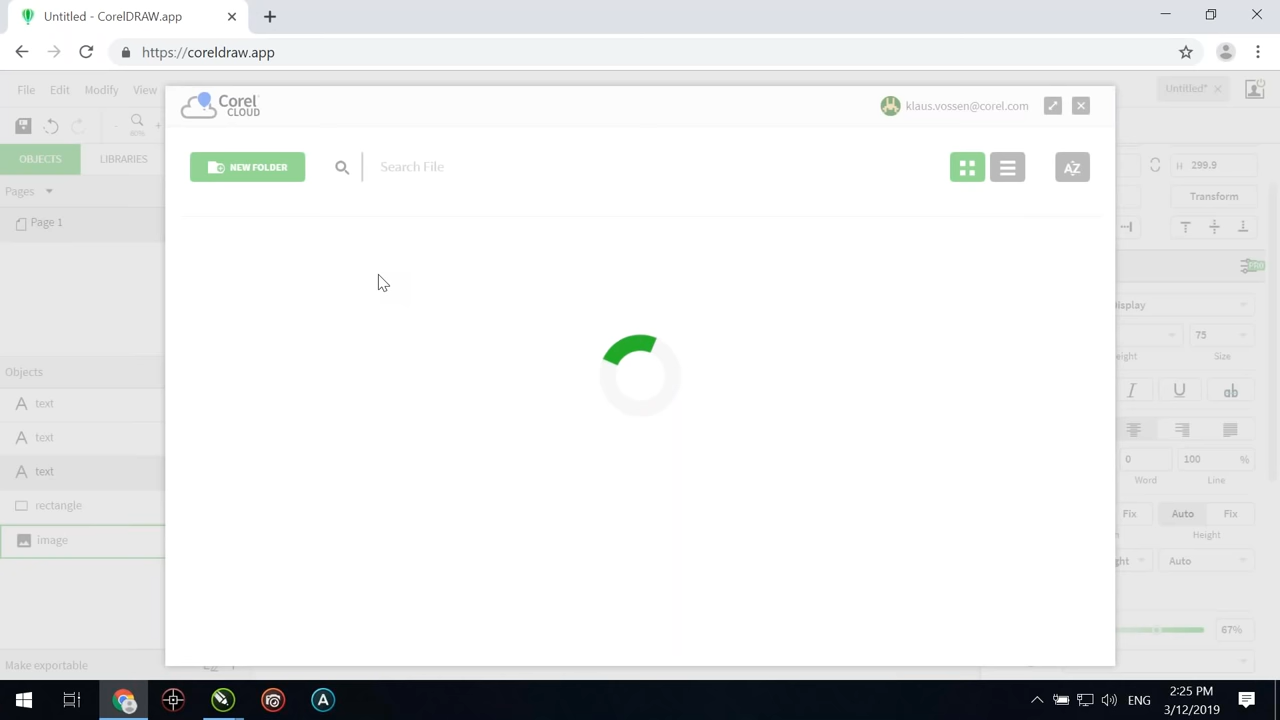 Untitled - CorelDRAW.app
https://coreldraw.app
File Edit Modify View
Untitled*
Corel
CLOUD
klaus.vossen@corel.com
OBJECTS LIBRARIES
NEW FOLDER
Search File
AZ
H 299.9
Pages
Transform
Page 1
PRO
Display
75
eight Size
Objects
text
text
text
rectangle
image
I U ab
0 100 %
Word Line
Fix Auto Fix
Height
ght Auto
67%
Make exportable
ENG
2:25 PM
3/12/2019